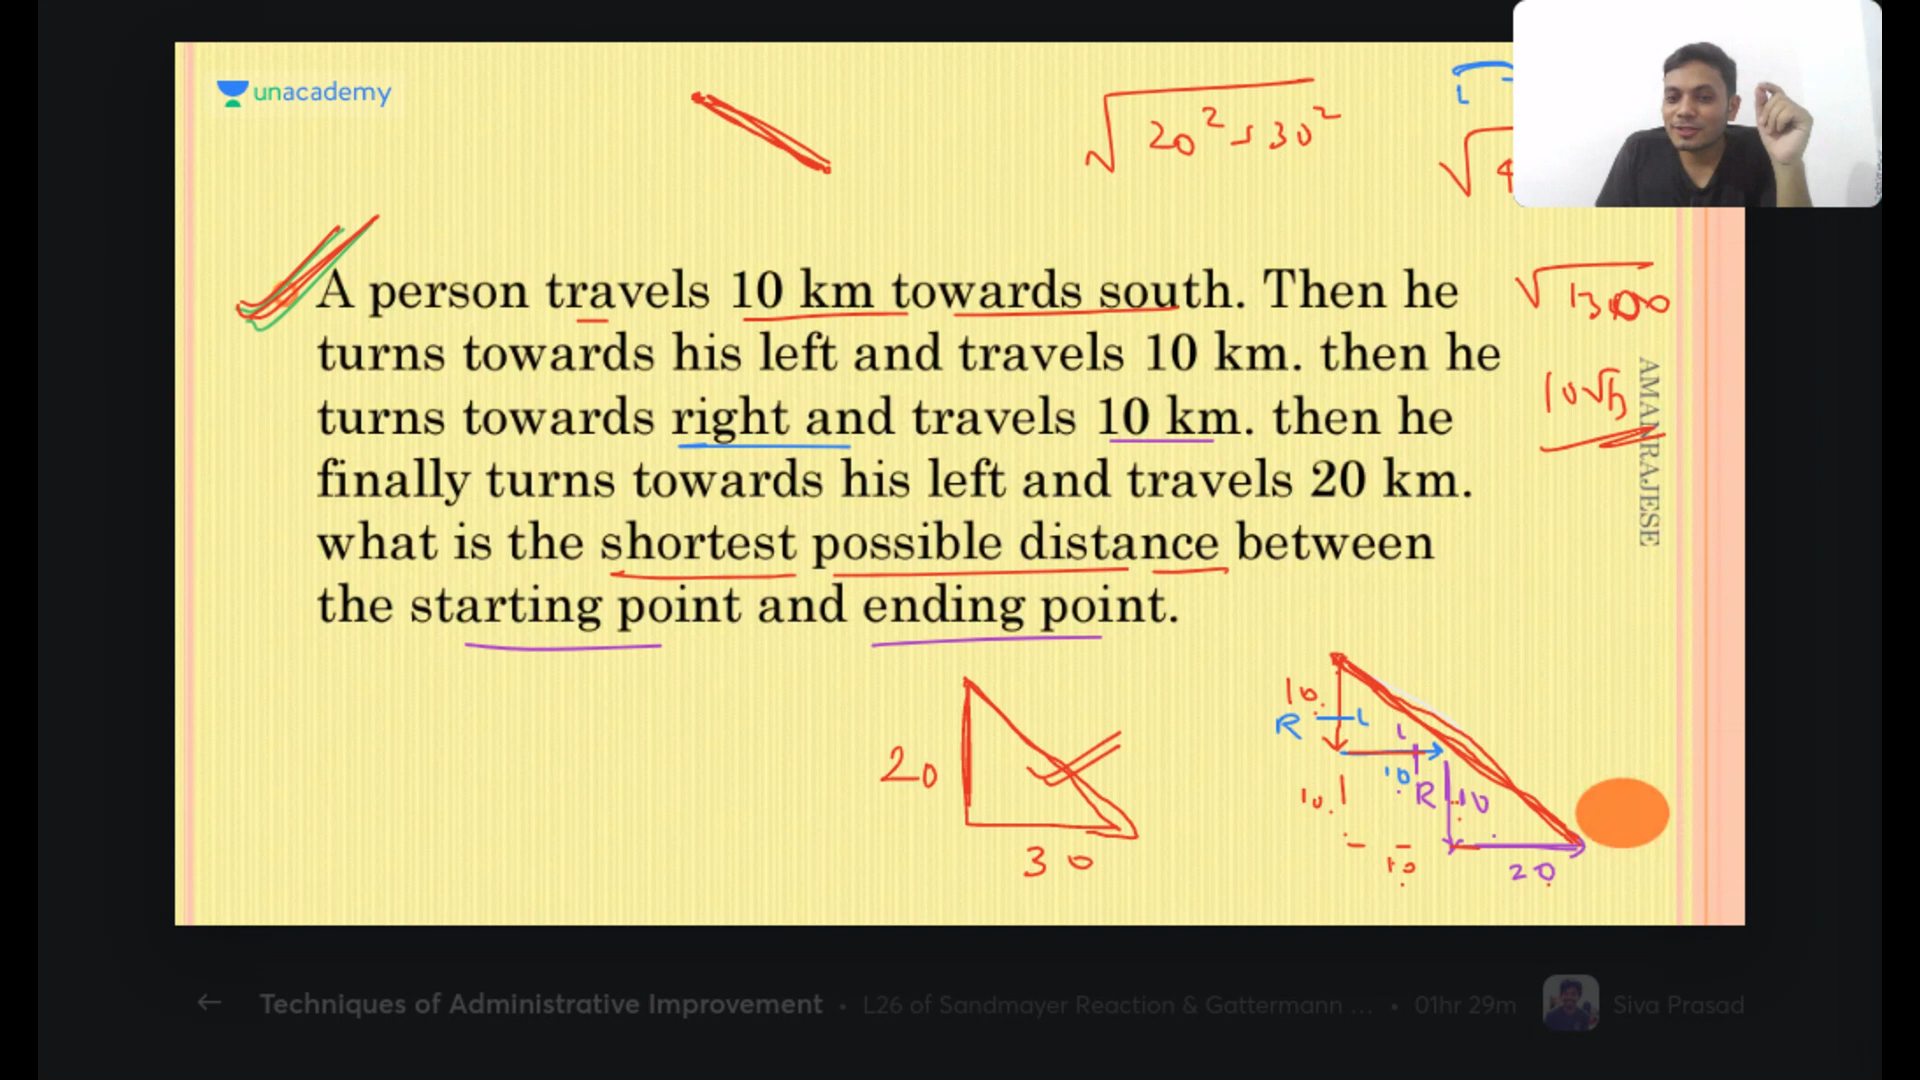 unacademy
√20² + 30²
L
√4
A person travels 10 km towards south. Then he
turns towards his left and travels 10 km. then he
turns towards right and travels 10 km. then he
finally turns towards his left and travels 20 km.
what is the shortest possible distance between
the starting point and ending point.
√1300
AMANRAJESE
20
30
10
R L
L
10
10 R 10
10
20
← Techniques of Administrative Improvement • L26 of Sandmayer Reaction & Gattermann ... • 01hr 29m Siva Prasad